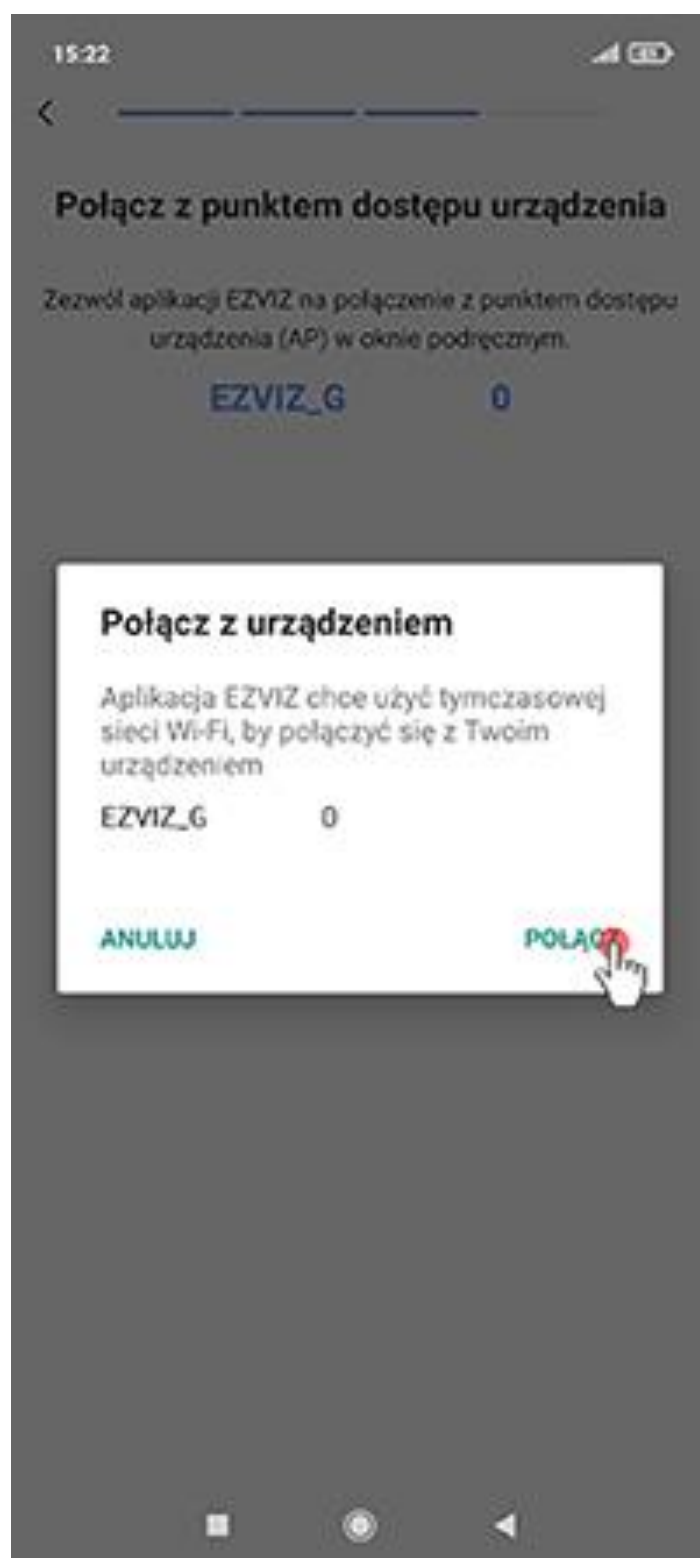 15:22
Połącz z punktem dostępu urządzenia
Zezwól aplikacji EZVIZ na połączenie z punktem dostępu
urządzenia (AP) w oknie podręcznym.
EZVIZ_G 0
Połącz z urządzeniem
Aplikacja EZVIZ chce użyć tymczasowej
sieci Wi-Fi, by połączyć się z Twoim
urządzeniem
EZVIZ_G 0
ANULUJ POŁĄCZ